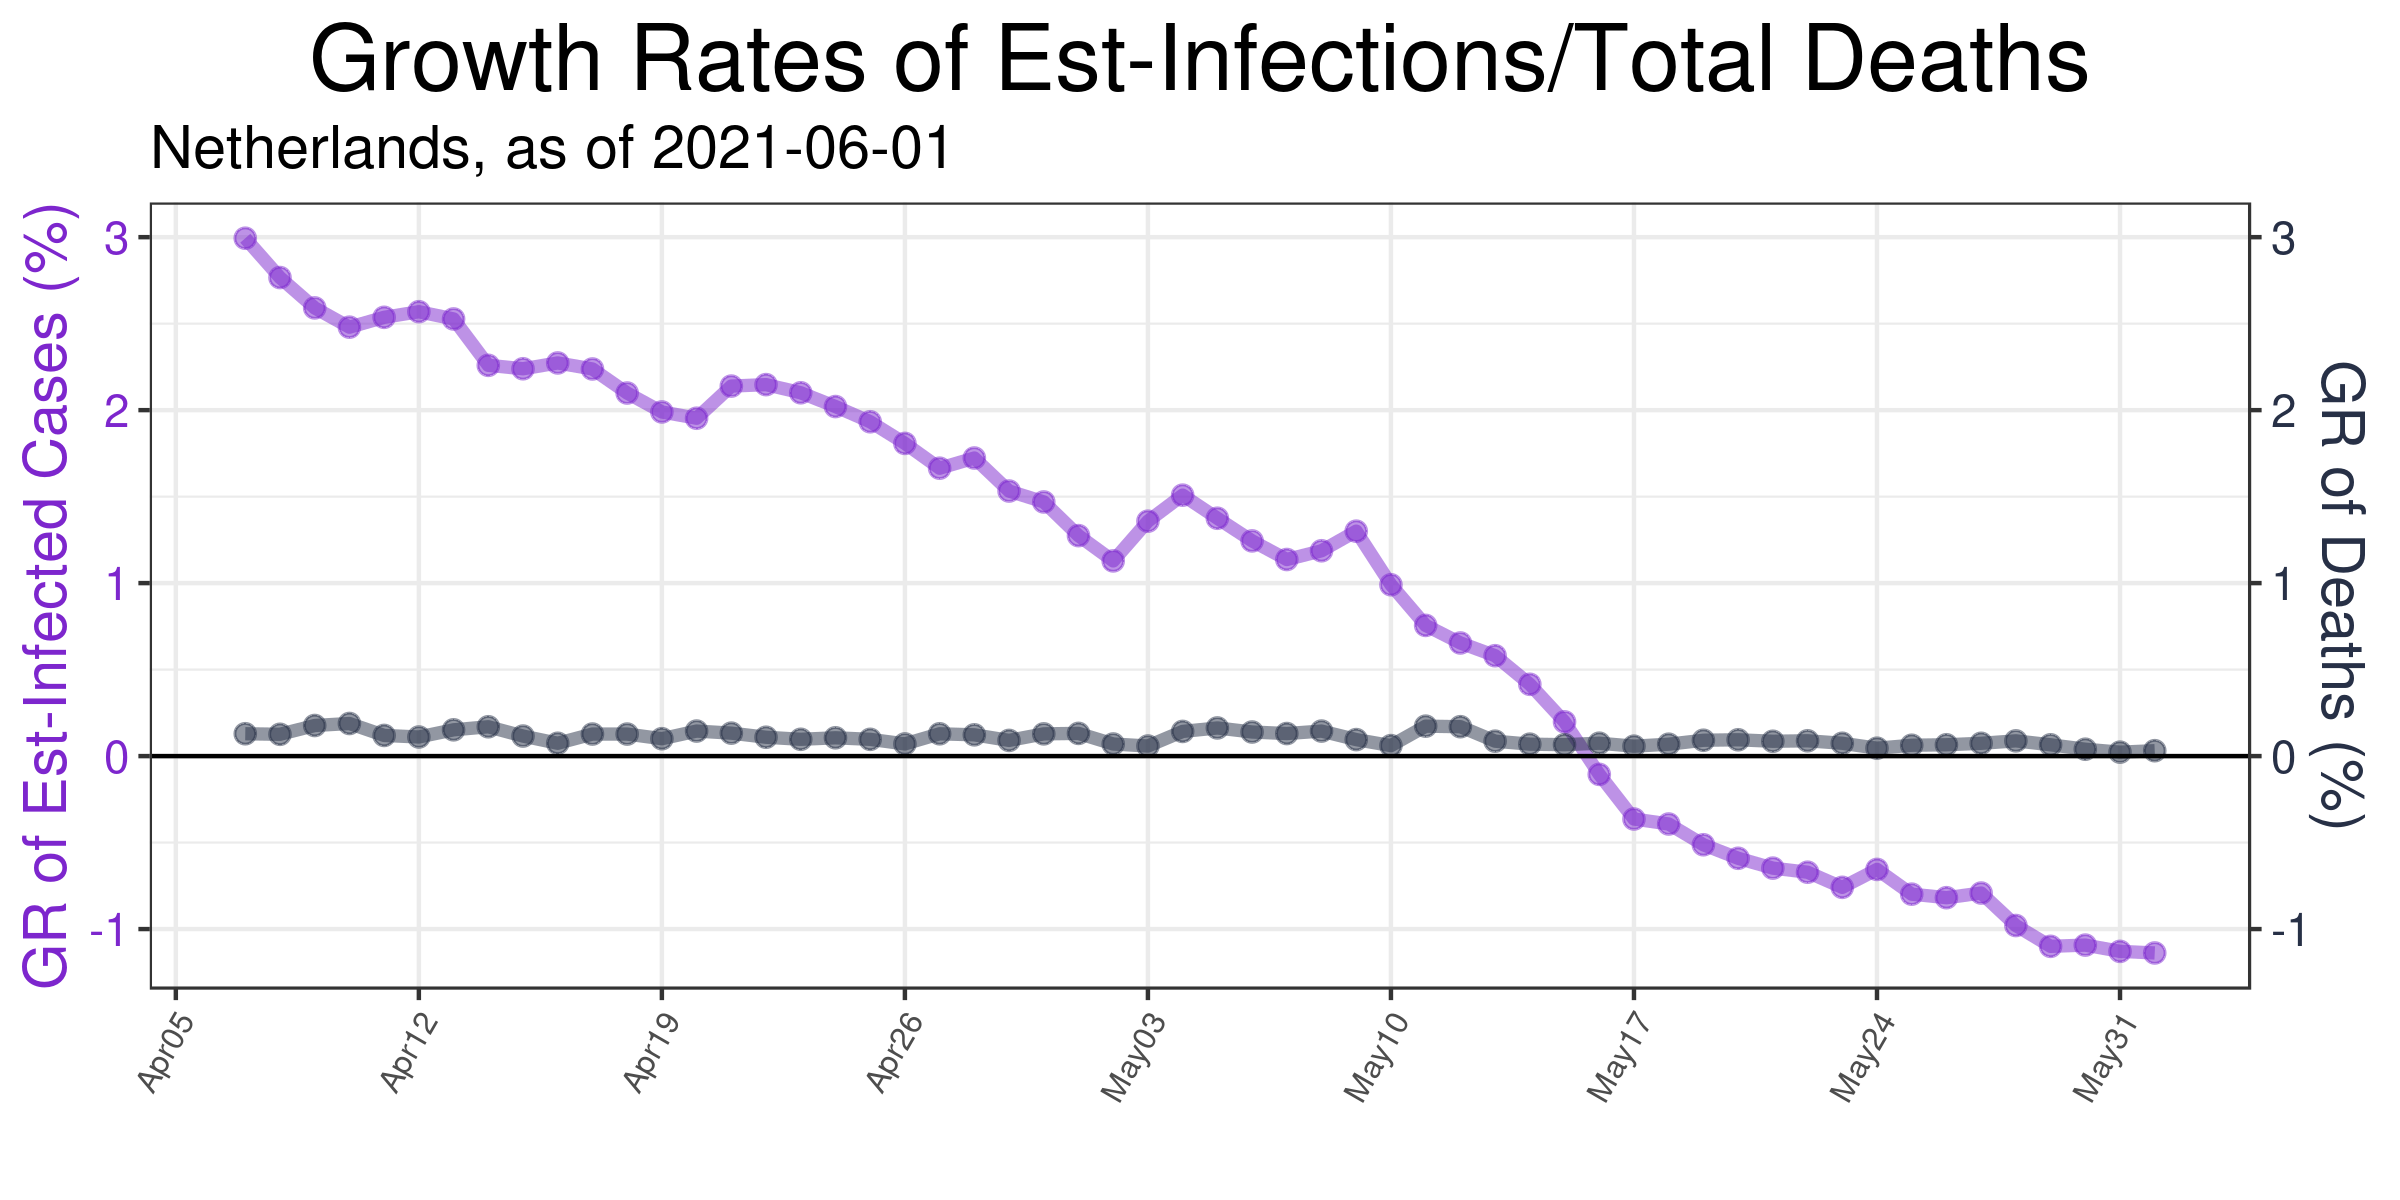 Growth Rates of Est-Infections/Total Deaths
Netherlands, as of 2021-06-01
GR of Est-Infected Cases (%)
3
2
1
0
-1
3
2
1
0
-1
GR of Deaths (%)
Apr05
Apr12
Apr19
Apr26
May03
May10
May17
May24
May31